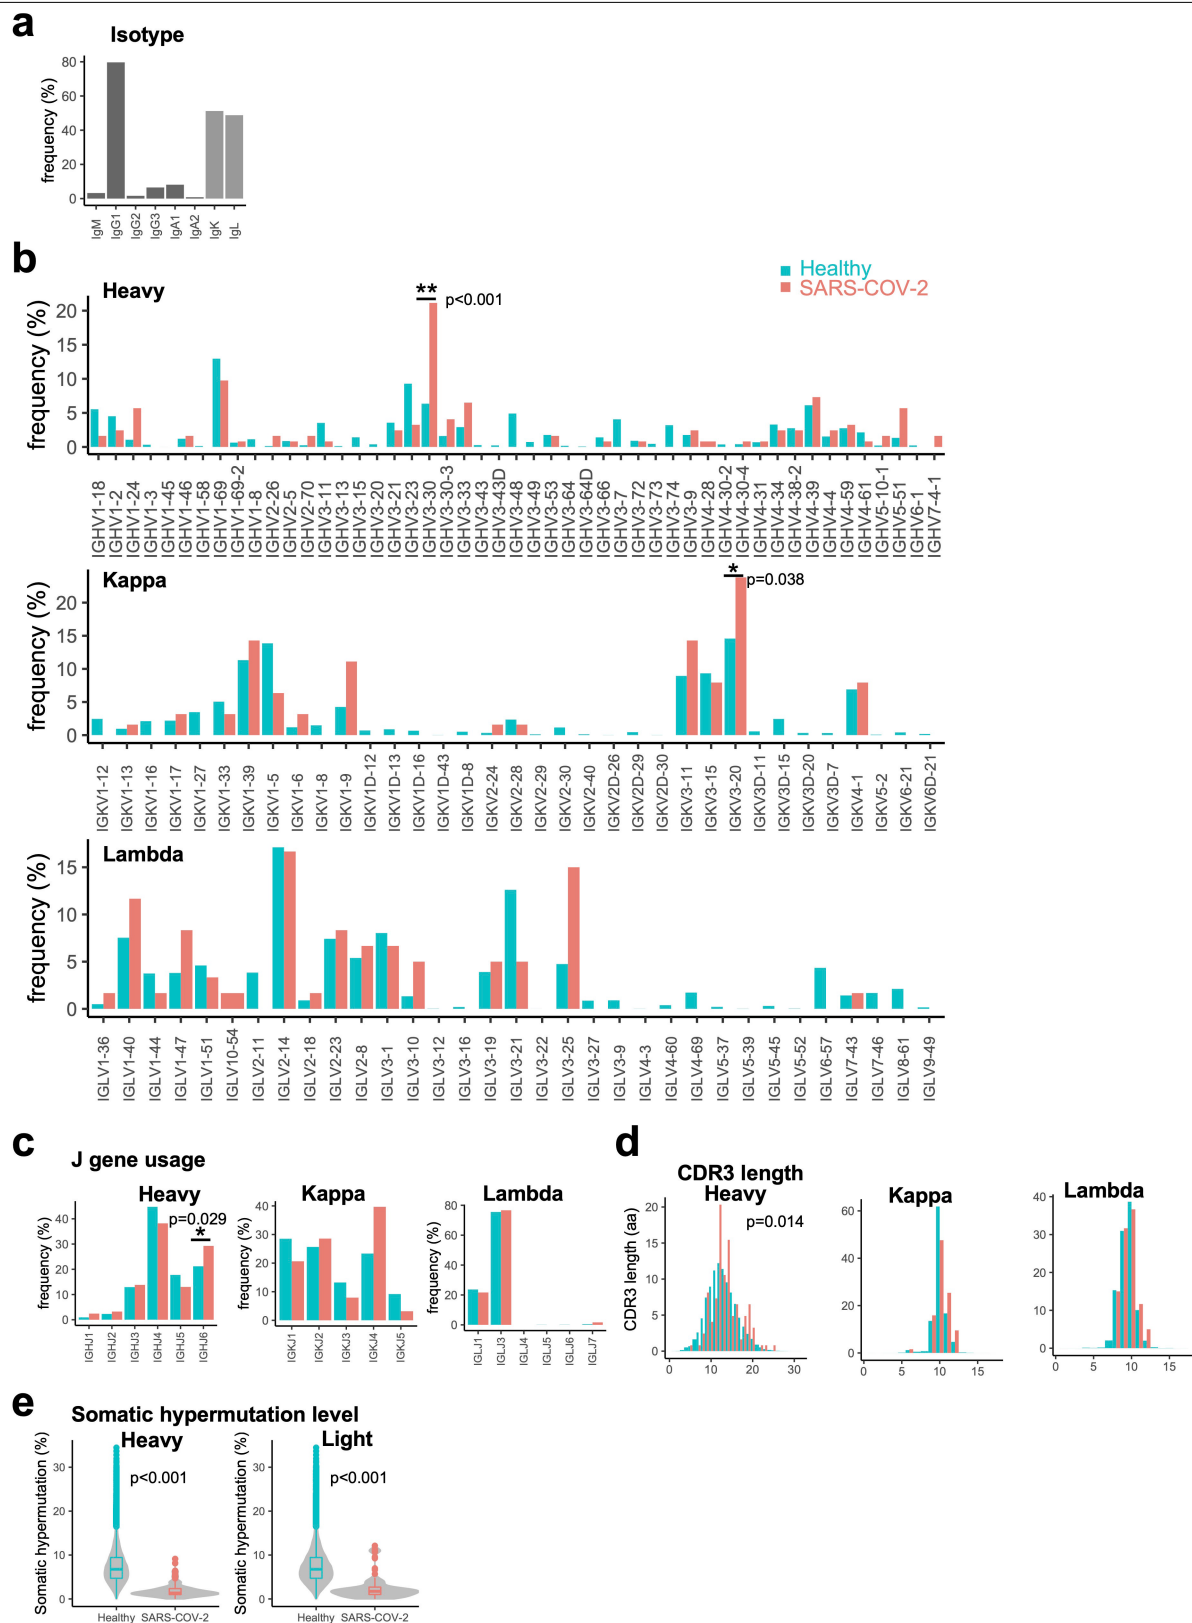 a
Isotype
frequency (%)
80
60
40
20
0
IgM IgG1 IgG2 IgG3 IgA1 IgA2 IgK IgL
b
Healthy
SARS-COV-2
Heavy
** p<0.001
frequency (%)
20
15
10
5
0
IGHV1-18 IGHV1-2 IGHV1-24 IGHV1-3 IGHV1-45 IGHV1-46 IGHV1-58 IGHV1-69 IGHV1-69-2 IGHV1-8 IGHV2-26 IGHV2-5 IGHV2-70 IGHV3-11 IGHV3-13 IGHV3-15 IGHV3-20 IGHV3-21 IGHV3-23 IGHV3-30 IGHV3-30-3 IGHV3-33 IGHV3-43 IGHV3-43D IGHV3-48 IGHV3-49 IGHV3-53 IGHV3-64 IGHV3-64D IGHV3-66 IGHV3-7 IGHV3-72 IGHV3-73 IGHV3-74 IGHV3-9 IGHV4-28 IGHV4-30-2 IGHV4-30-4 IGHV4-31 IGHV4-34 IGHV4-38-2 IGHV4-39 IGHV4-4 IGHV4-59 IGHV4-61 IGHV5-10-1 IGHV5-51 IGHV6-1 IGHV7-4-1
Kappa
* p=0.038
frequency (%)
20
15
10
5
0
IGKV1-12 IGKV1-13 IGKV1-16 IGKV1-17 IGKV1-27 IGKV1-33 IGKV1-39 IGKV1-5 IGKV1-6 IGKV1-8 IGKV1-9 IGKV1D-12 IGKV1D-13 IGKV1D-16 IGKV1D-43 IGKV1D-8 IGKV2-24 IGKV2-28 IGKV2-29 IGKV2-30 IGKV2-40 IGKV2D-26 IGKV2D-29 IGKV2D-30 IGKV3-11 IGKV3-15 IGKV3-20 IGKV3D-11 IGKV3D-15 IGKV3D-20 IGKV3D-7 IGKV4-1 IGKV5-2 IGKV6-21 IGKV6D-21
Lambda
frequency (%)
15
10
5
0
IGLV1-36 IGLV1-40 IGLV1-44 IGLV1-47 IGLV1-51 IGLV10-54 IGLV2-11 IGLV2-14 IGLV2-18 IGLV2-23 IGLV2-8 IGLV3-1 IGLV3-10 IGLV3-12 IGLV3-16 IGLV3-19 IGLV3-21 IGLV3-22 IGLV3-25 IGLV3-27 IGLV3-9 IGLV4-3 IGLV4-60 IGLV4-69 IGLV5-37 IGLV5-39 IGLV5-45 IGLV5-52 IGLV6-57 IGLV7-43 IGLV7-46 IGLV8-61 IGLV9-49
c
J gene usage
Heavy
p=0.029
*
frequency (%)
40
30
20
10
0
IGHJ1 IGHJ2 IGHJ3 IGHJ4 IGHJ5 IGHJ6
Kappa
frequency (%)
40
30
20
10
0
IGKJ1 IGKJ2 IGKJ3 IGKJ4 IGKJ5
Lambda
frequency (%)
80
60
40
20
0
IGLJ1 IGLJ3 IGLJ4 IGLJ5 IGLJ6 IGLJ7
d
CDR3 length
Heavy
p=0.014
CDR3 length (aa)
20
15
10
5
0
0 10 20 30
Kappa
60
40
20
0
0 5 10 15
Lambda
40
30
20
10
0
0 5 10 15
e
Somatic hypermutation level
Heavy
p<0.001
Somatic hypermutation (%)
30
20
10
0
Healthy SARS-COV-2
Light
p<0.001
Somatic hypermutation (%)
30
20
10
0
Healthy SARS-COV-2